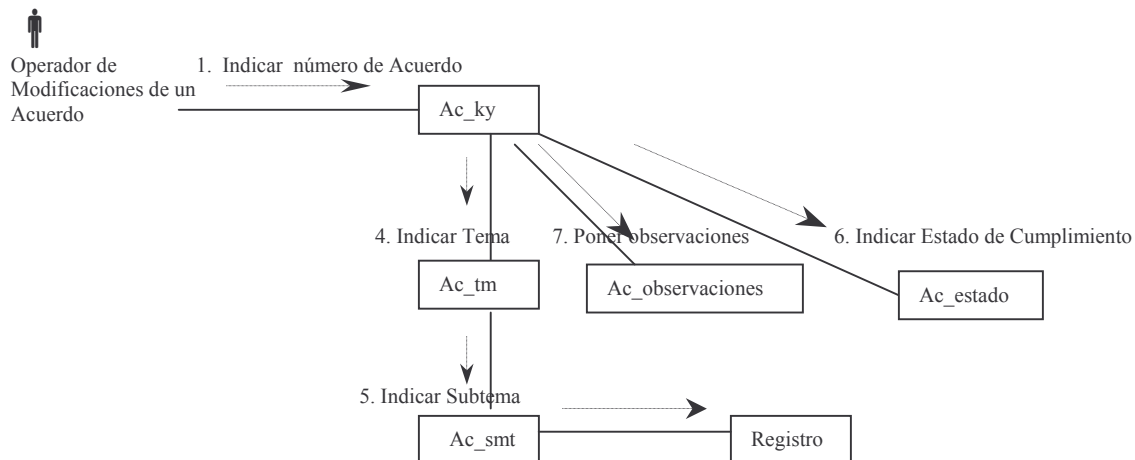 Operador de
Modificaciones de un
Acuerdo
1. Indicar número de Acuerdo
Ac_ky
4. Indicar Tema
7. Poner observaciones
6. Indicar Estado de Cumplimiento
Ac_tm
Ac_observaciones
Ac_estado
5. Indicar Subtema
Ac_smt
Registro